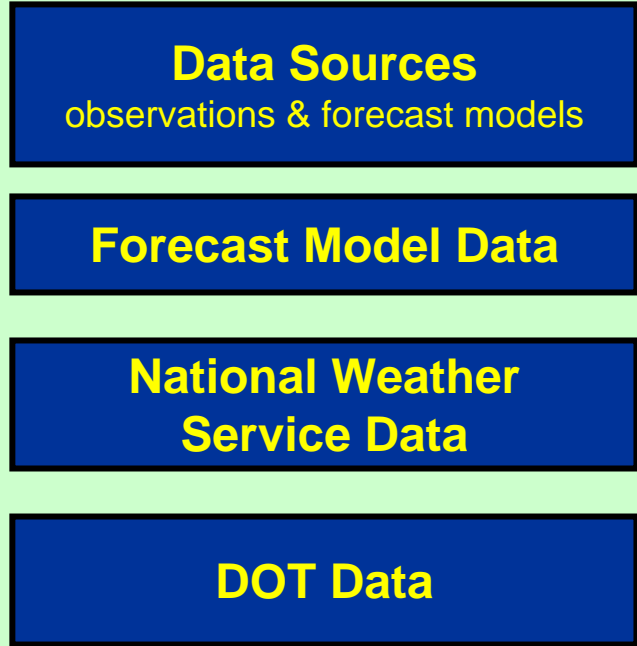 Data Sources
observations & forecast models
Forecast Model Data
National Weather
Service Data
DOT Data